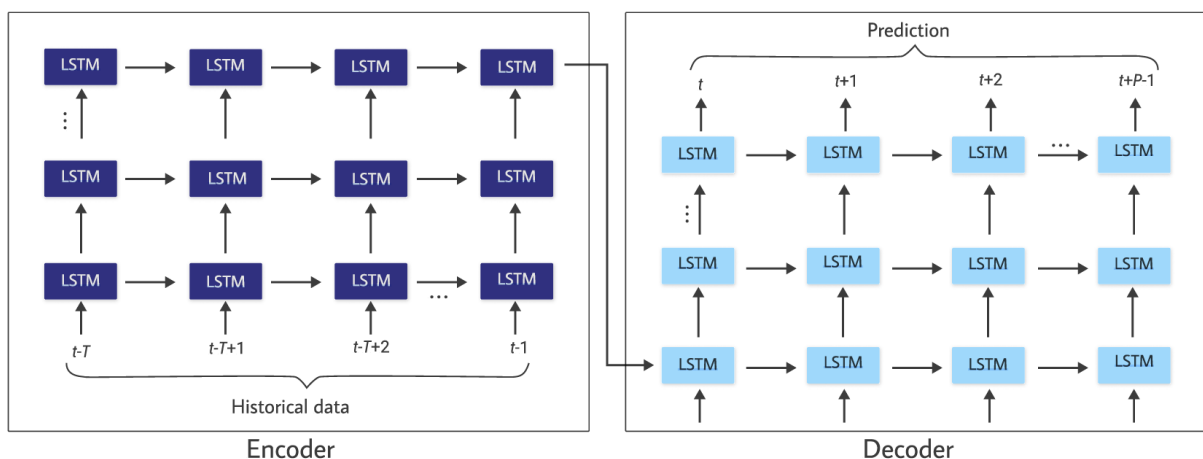 LSTM LSTM LSTM LSTM
⋮
LSTM LSTM LSTM LSTM
LSTM LSTM LSTM LSTM
...
t-T t-T+1 t-T+2 t-1
Historical data
Encoder
Prediction
t t+1 t+2 t+P-1
...
LSTM LSTM LSTM LSTM
⋮
LSTM LSTM LSTM LSTM
LSTM LSTM LSTM LSTM
Decoder